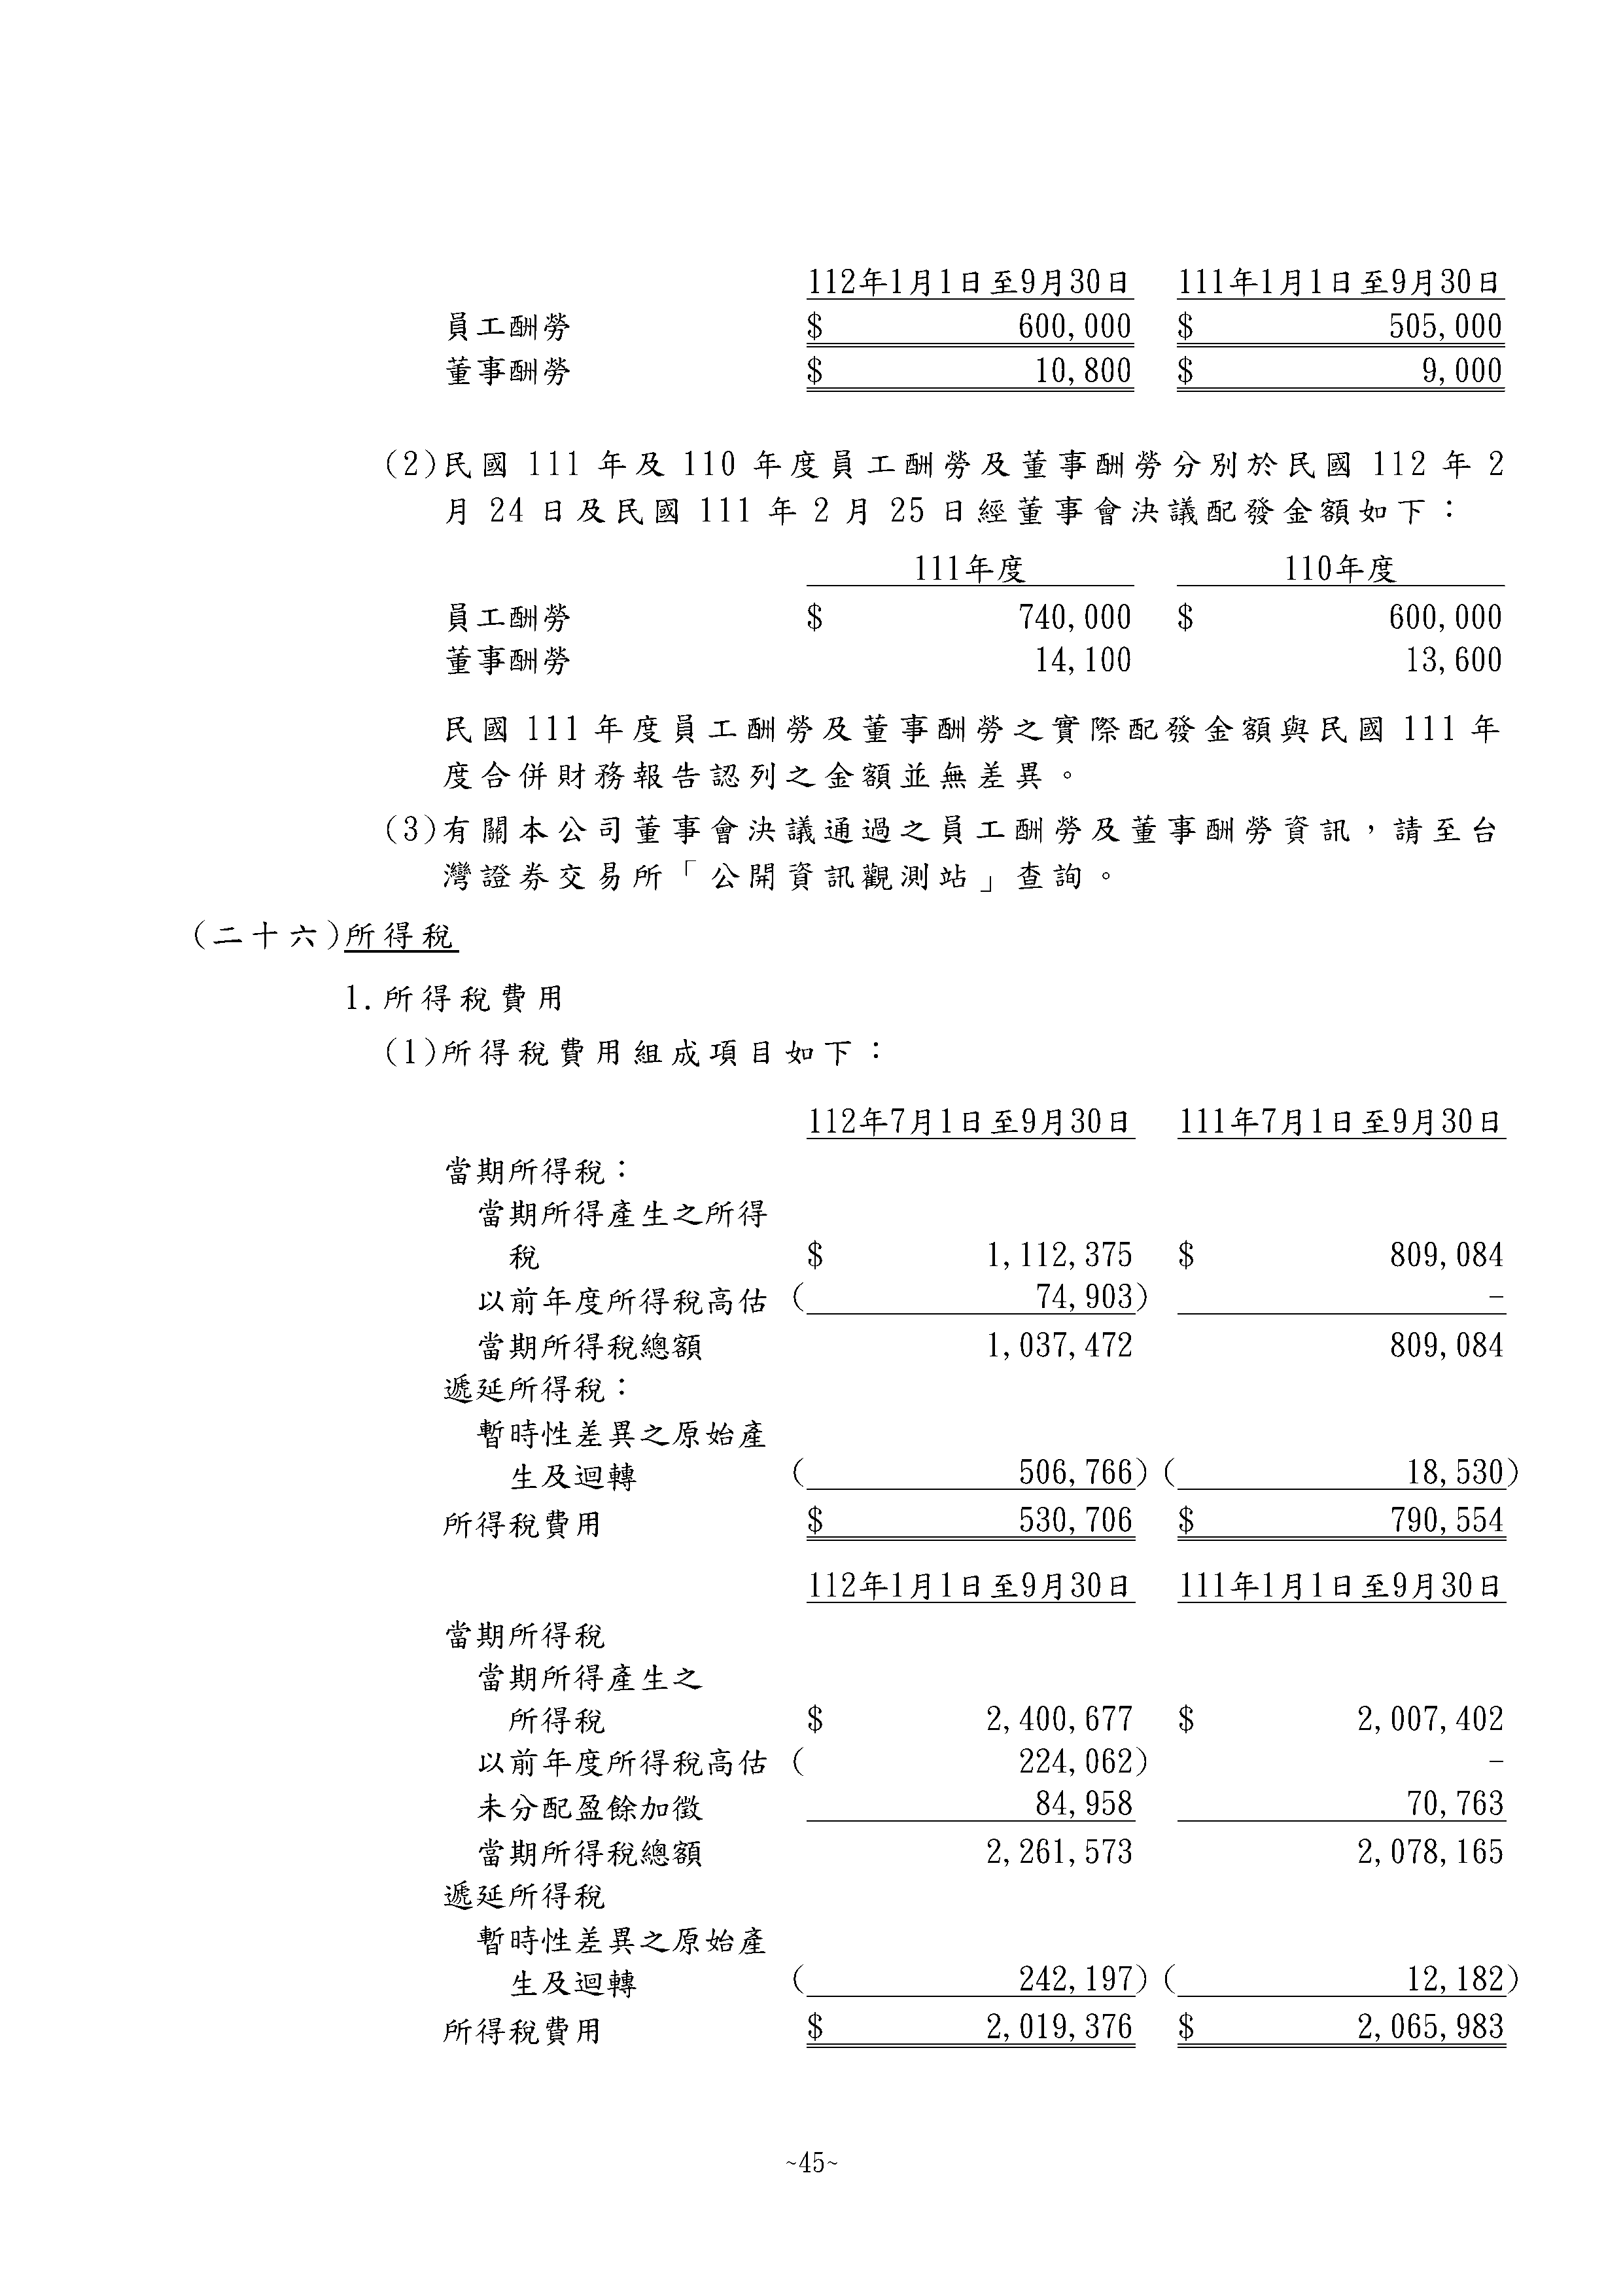 112年1月1日至9月30日 111年1月1日至9月30日
員工酬勞 $ 600,000 $ 505,000
董事酬勞 $ 10,800 $ 9,000
(2)民國 111 年及 110 年度員工酬勞及董事酬勞分別於民國 112 年 2
月 24 日及民國 111 年 2 月 25 日經董事會決議配發金額如下：
111年度 110年度
員工酬勞 $ 740,000 $ 600,000
董事酬勞 14,100 13,600
民國 111 年度員工酬勞及董事酬勞之實際配發金額與民國 111 年
度合併財務報告認列之金額並無差異。
(3)有關本公司董事會決議通過之員工酬勞及董事酬勞資訊，請至台
灣證券交易所「公開資訊觀測站」查詢。
(二十六)所得稅
1.所得稅費用
(1)所得稅費用組成項目如下：
112年7月1日至9月30日 111年7月1日至9月30日
當期所得稅：
當期所得產生之所得
稅 $ 1,112,375 $ 809,084
以前年度所得稅高估 ( 74,903) -
當期所得稅總額 1,037,472 809,084
遞延所得稅：
暫時性差異之原始產
生及迴轉 ( 506,766) ( 18,530)
所得稅費用 $ 530,706 $ 790,554
112年1月1日至9月30日 111年1月1日至9月30日
當期所得稅
當期所得產生之
所得稅 $ 2,400,677 $ 2,007,402
以前年度所得稅高估 ( 224,062) -
未分配盈餘加徵 84,958 70,763
當期所得稅總額 2,261,573 2,078,165
遞延所得稅
暫時性差異之原始產
生及迴轉 ( 242,197) ( 12,182)
所得稅費用 $ 2,019,376 $ 2,065,983
~45~